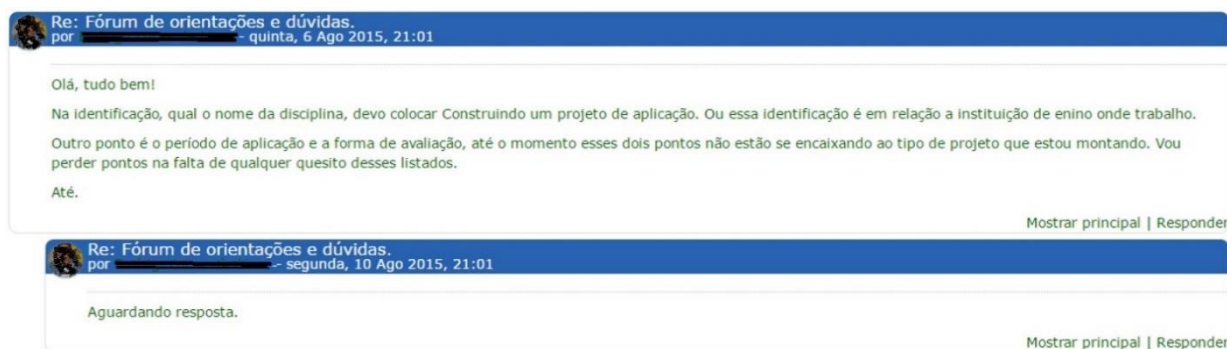 Re: Fórum de orientações e dúvidas.
por - quinta, 6 Ago 2015, 21:01
Olá, tudo bem!
Na identificação, qual o nome da disciplina, devo colocar Construindo um projeto de aplicação. Ou essa identificação é em relação a instituição de enino onde trabalho.
Outro ponto é o período de aplicação e a forma de avaliação, até o momento esses dois pontos não estão se encaixando ao tipo de projeto que estou montando. Vou
perder pontos na falta de qualquer quesito desses listados.
Até.
Mostrar principal | Responder
Re: Fórum de orientações e dúvidas.
por - segunda, 10 Ago 2015, 21:01
Aguardando resposta.
Mostrar principal | Responder